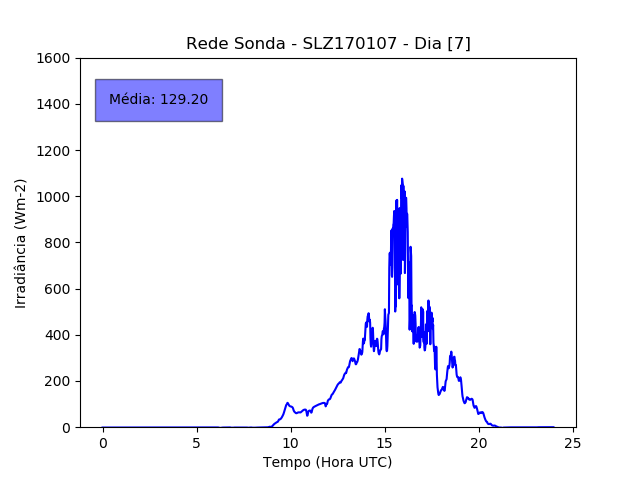 Rede Sonda - SLZ170107 - Dia [7]
Média: 129.20
Irradiância (Wm-2)
1600
1400
1200
1000
800
600
400
200
0
0 5 10 15 20 25
Tempo (Hora UTC)